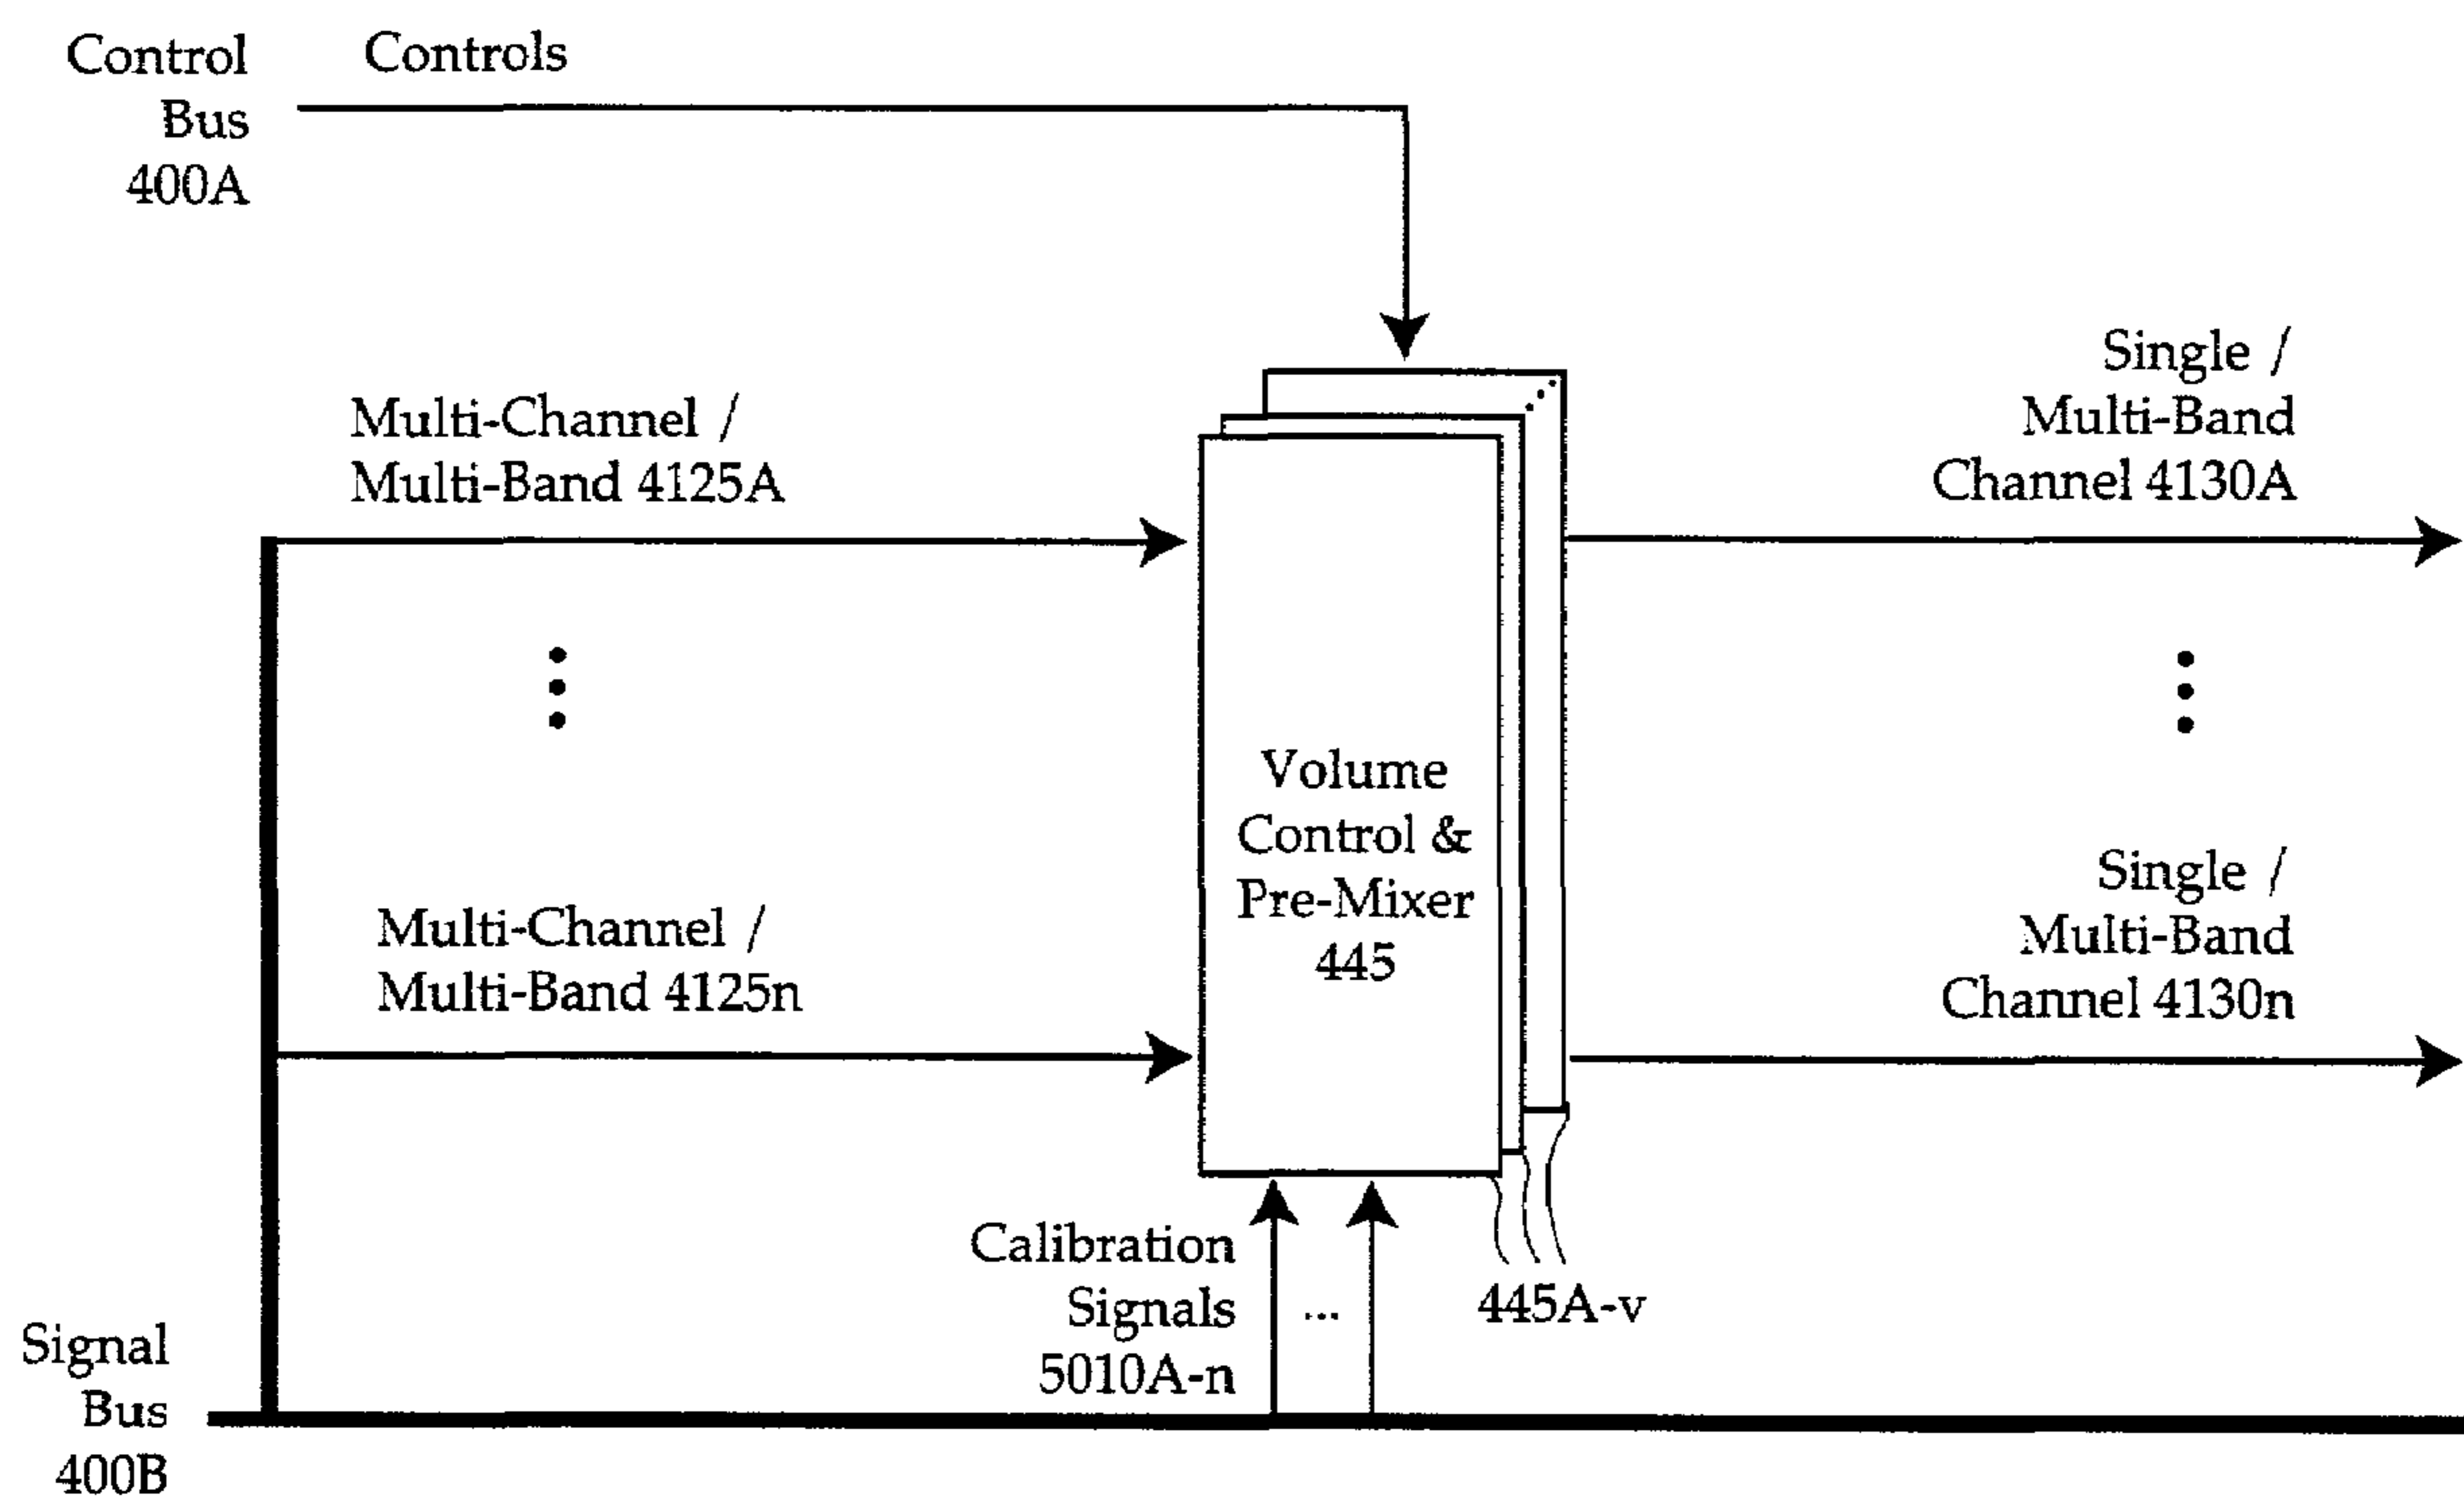 Control
Bus
400A
Controls
Multi-Channel /
Multi-Band 4125A
Single /
Multi-Band
Channel 4130A
Volume
Control &
Pre-Mixer
445
Multi-Channel /
Multi-Band 4125n
Single /
Multi-Band
Channel 4130n
Calibration
Signals
5010A-n
...
445A-v
Signal
Bus
400B